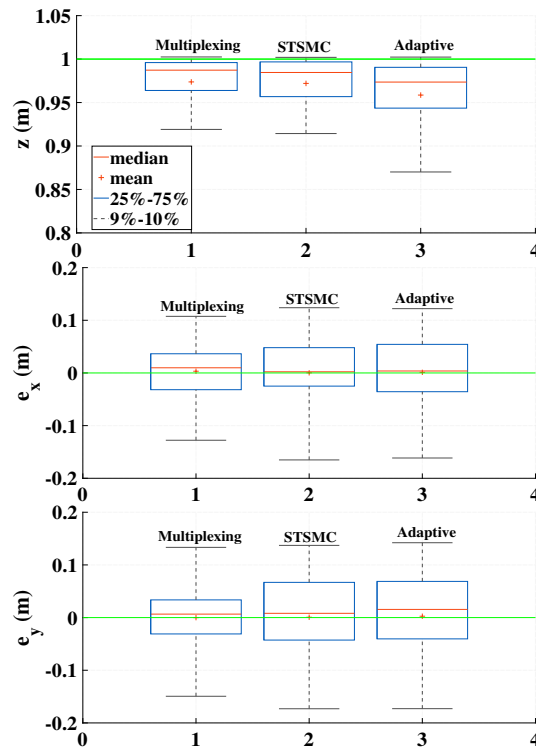 1.05
Multiplexing
STSMC
Adaptive
1
0.95
0.9
0.85
0.8
z (m)
median
mean
25%-75%
9%-10%
0 1 2 3 4
0.2
Multiplexing
STSMC
Adaptive
0.1
0
-0.1
-0.2
e_x (m)
0 1 2 3 4
0.2
Multiplexing
STSMC
Adaptive
0.1
0
-0.1
-0.2
e_y (m)
0 1 2 3 4